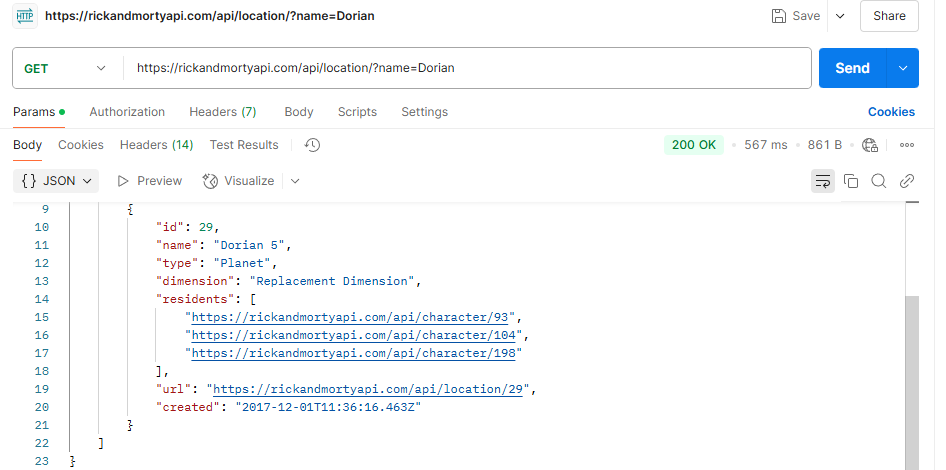 HTTP https://rickandmortyapi.com/api/location/?name=Dorian Save Share
GET https://rickandmortyapi.com/api/location/?name=Dorian Send
Params Authorization Headers (7) Body Scripts Settings Cookies
Body Cookies Headers (14) Test Results 200 OK 567 ms 861 B
{} JSON Preview Visualize
9 {
10 "id": 29,
11 "name": "Dorian 5",
12 "type": "Planet",
13 "dimension": "Replacement Dimension",
14 "residents": [
15 "https://rickandmortyapi.com/api/character/93",
16 "https://rickandmortyapi.com/api/character/104",
17 "https://rickandmortyapi.com/api/character/198"
18 ],
19 "url": "https://rickandmortyapi.com/api/location/29",
20 "created": "2017-12-01T11:36:16.463Z"
21 }
22 ]
23 }